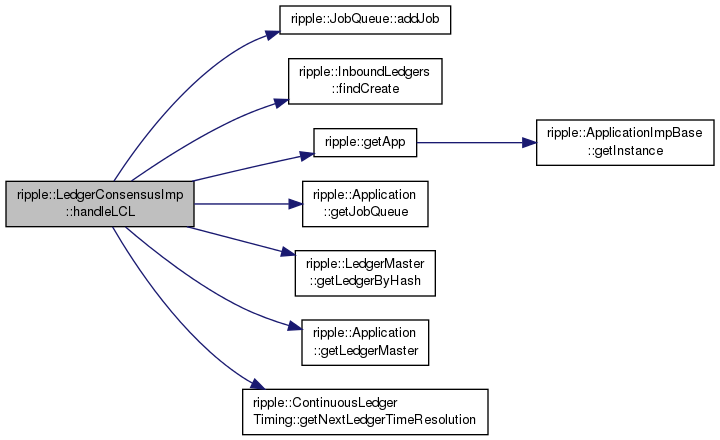 ripple::JobQueue::addJob
ripple::InboundLedgers
::findCreate
ripple::getApp
ripple::ApplicationImpBase
::getInstance
ripple::LedgerConsensusImp
::handleLCL
ripple::Application
::getJobQueue
ripple::LedgerMaster
::getLedgerByHash
ripple::Application
::getLedgerMaster
ripple::ContinuousLedger
Timing::getNextLedgerTimeResolution